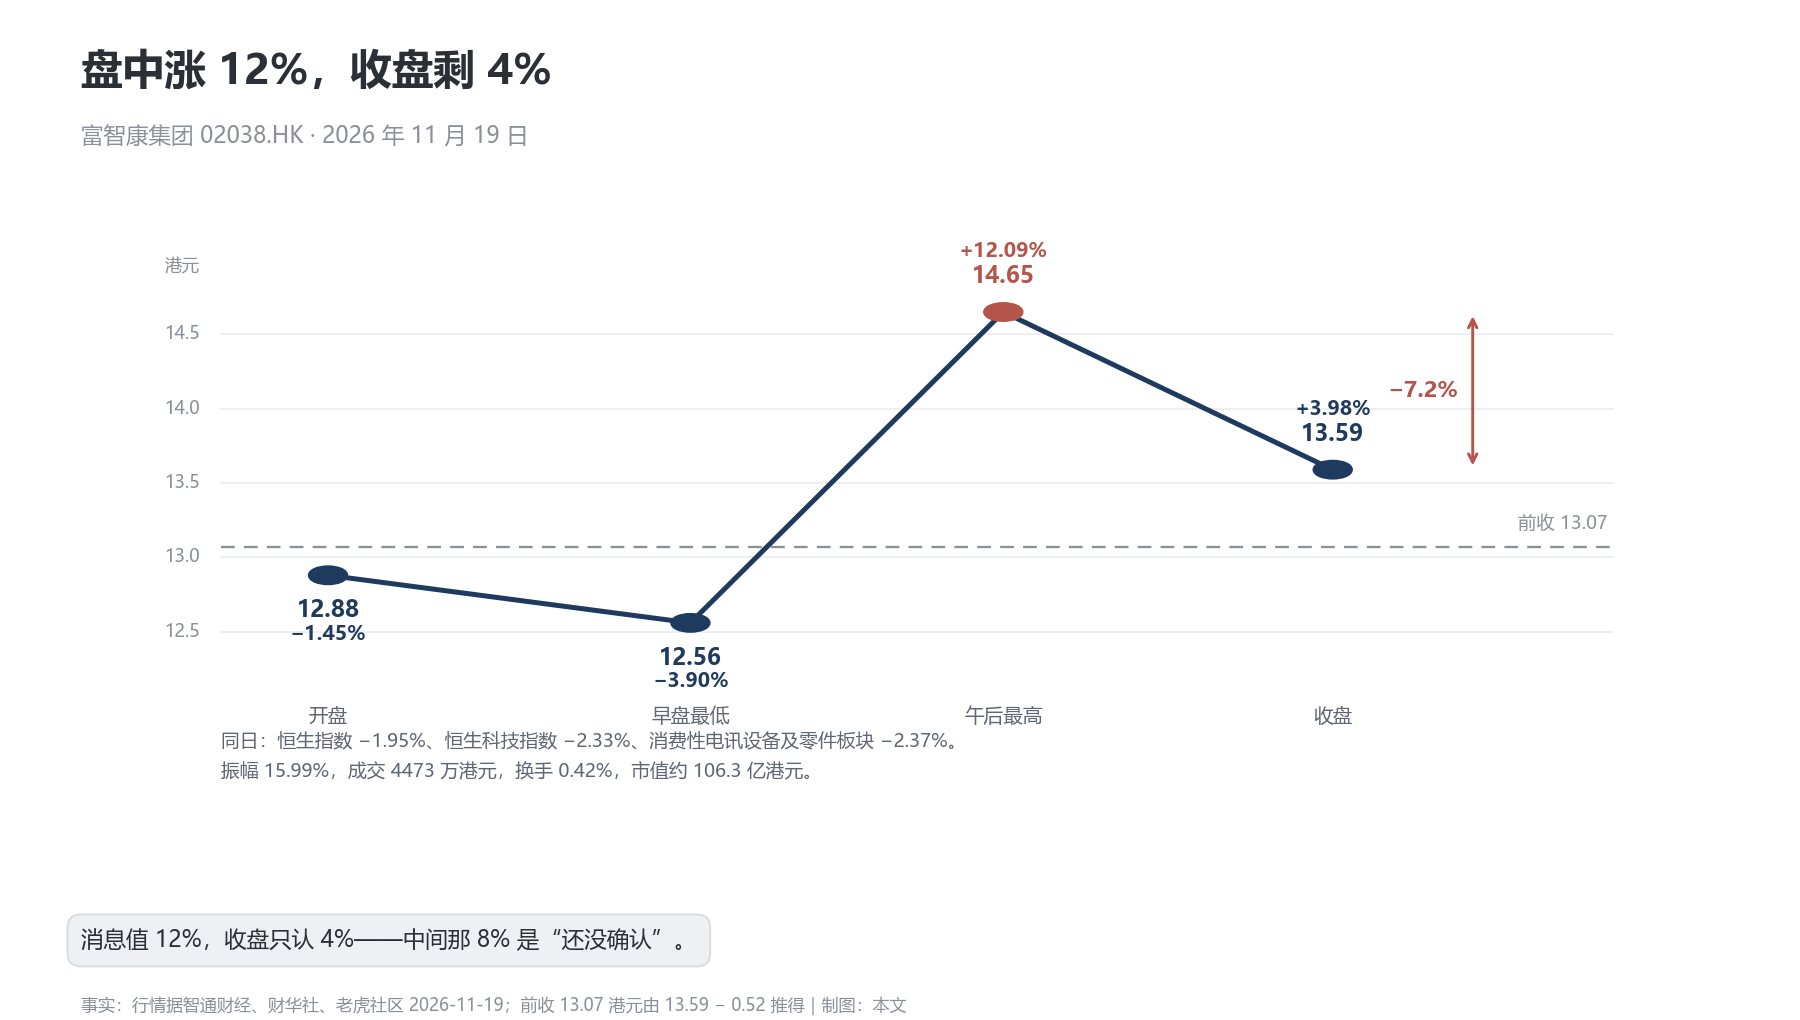 盘中涨 12%，收盘剩 4%
富智康集团 02038.HK · 2026 年 11 月 19 日
港元
+12.09%
14.65
14.5
14.0
+3.98%
13.59
−7.2%
13.5
前收 13.07
13.0
12.88
−1.45%
12.5
12.56
−3.90%
开盘
早盘最低
午后最高
收盘
同日：恒生指数 −1.95%、恒生科技指数 −2.33%、消费性电讯设备及零件板块 −2.37%。
振幅 15.99%，成交 4473 万港元，换手 0.42%，市值约 106.3 亿港元。
消息值 12%，收盘只认 4%——中间那 8% 是“还没确认”。
事实：行情据智通财经、财华社、老虎社区 2026-11-19；前收 13.07 港元由 13.59 − 0.52 推得 | 制图：本文